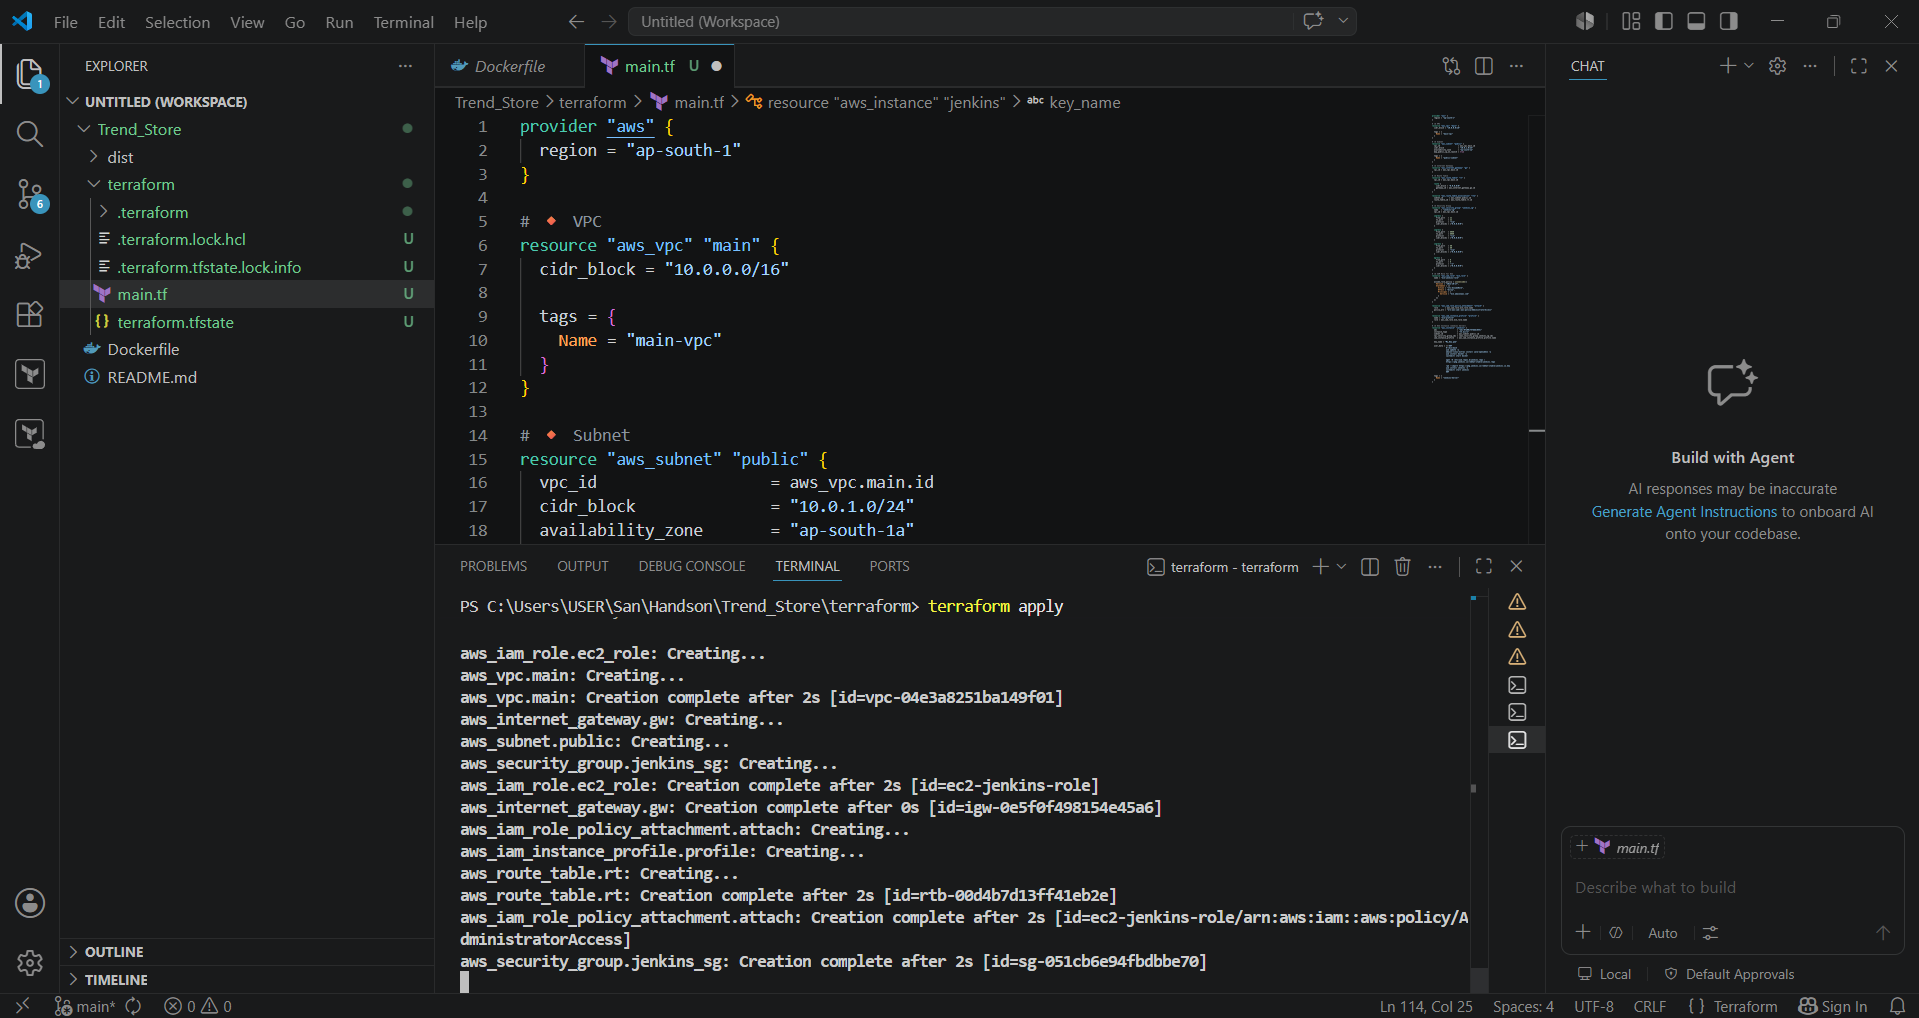 File Edit Selection View Go Run Terminal Help
Untitled (Workspace)
EXPLORER
UNTITLED (WORKSPACE)
Trend_Store
dist
terraform
.terraform
.terraform.lock.hcl U
.terraform.tfstate.lock.info U
main.tf U
terraform.tfstate U
Dockerfile
README.md
OUTLINE
TIMELINE
1
6
Dockerfile
main.tf U
Trend_Store > terraform > main.tf > resource "aws_instance" "jenkins" > abc key_name
1 provider "aws" {
2 region = "ap-south-1"
3 }
4
5 # 🔸 VPC
6 resource "aws_vpc" "main" {
7 cidr_block = "10.0.0.0/16"
8
9 tags = {
10 Name = "main-vpc"
11 }
12 }
13
14 # 🔸 Subnet
15 resource "aws_subnet" "public" {
16 vpc_id = aws_vpc.main.id
17 cidr_block = "10.0.1.0/24"
18 availability_zone = "ap-south-1a"
PROBLEMS OUTPUT DEBUG CONSOLE TERMINAL PORTS
terraform - terraform
PS C:\Users\USER\San\Handson\Trend_Store\terraform> terraform apply
aws_iam_role.ec2_role: Creating...
aws_vpc.main: Creating...
aws_vpc.main: Creation complete after 2s [id=vpc-04e3a8251ba149f01]
aws_internet_gateway.gw: Creating...
aws_subnet.public: Creating...
aws_security_group.jenkins_sg: Creating...
aws_iam_role.ec2_role: Creation complete after 2s [id=ec2-jenkins-role]
aws_internet_gateway.gw: Creation complete after 0s [id=igw-0e5f0f498154e45a6]
aws_iam_role_policy_attachment.attach: Creating...
aws_iam_instance_profile.profile: Creating...
aws_route_table.rt: Creating...
aws_route_table.rt: Creation complete after 2s [id=rtb-00d4b7d13ff41eb2e]
aws_iam_role_policy_attachment.attach: Creation complete after 2s [id=ec2-jenkins-role/arn:aws:iam::aws:policy/A
dministratorAccess]
aws_security_group.jenkins_sg: Creation complete after 2s [id=sg-051cb6e94fbdbbe70]
CHAT
Build with Agent
AI responses may be inaccurate
Generate Agent Instructions to onboard AI
onto your codebase.
main.tf
Describe what to build
Auto
Local Default Approvals
main* 0 0
Ln 114, Col 25 Spaces: 4 UTF-8 CRLF { } Terraform Sign In